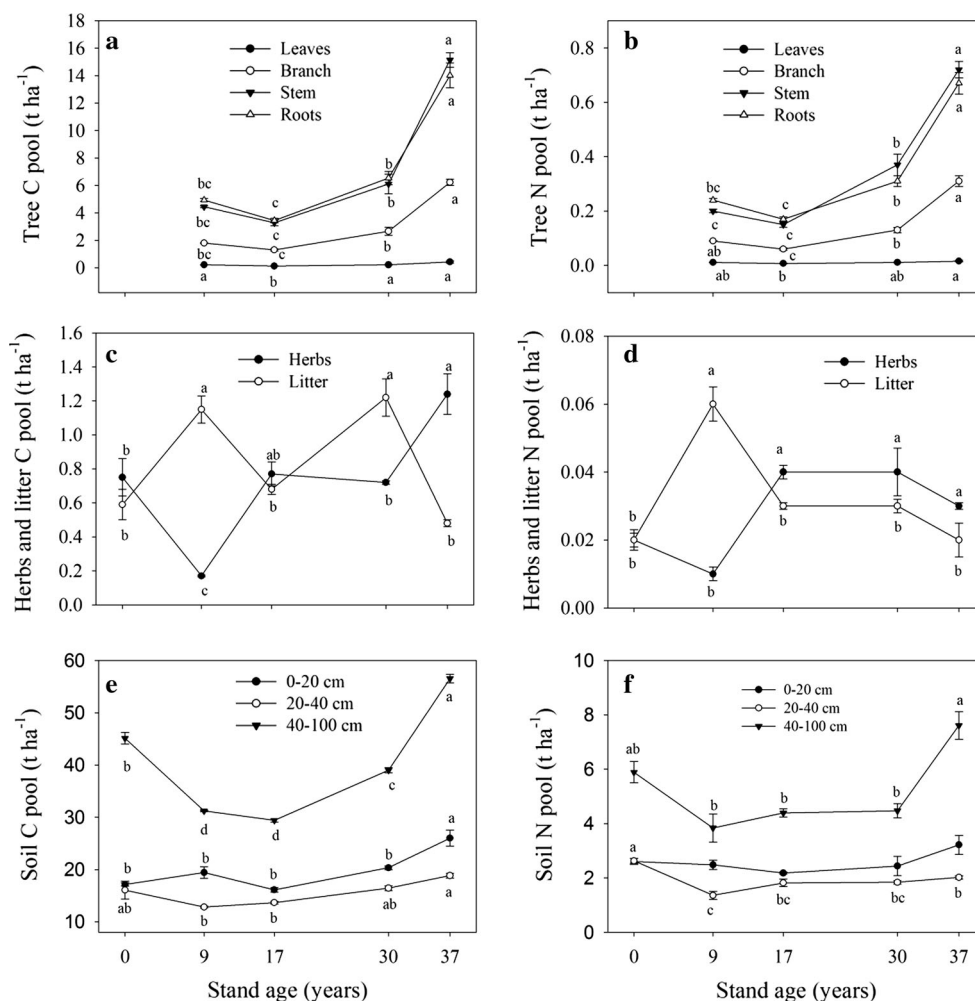 a
Leaves
Branch
Stem
Roots
Tree C pool (t ha⁻¹)
18
16
14
12
10
8
6
4
2
0
bc
bc
bc
a
c
c
c
b
b
b
b
a
a
a
a
a
b
Leaves
Branch
Stem
Roots
Tree N pool (t ha⁻¹)
0.8
0.6
0.4
0.2
0.0
bc
c
ab
ab
c
c
c
b
b
b
b
ab
a
a
a
a
c
Herbs
Litter
Herbs and litter C pool (t ha⁻¹)
1.6
1.4
1.2
1.0
0.8
0.6
0.4
0.2
0.0
b
b
a
c
ab
b
a
b
a
b
d
Herbs
Litter
Herbs and litter N pool (t ha⁻¹)
0.08
0.06
0.04
0.02
0.00
b
b
a
b
a
b
a
b
a
b
e
0-20 cm
20-40 cm
40-100 cm
Soil C pool (t ha⁻¹)
60
50
40
30
20
10
b
b
ab
d
b
b
d
b
b
c
b
ab
a
a
a
0
9
17
30
37
Stand age (years)
f
0-20 cm
20-40 cm
40-100 cm
Soil N pool (t ha⁻¹)
10
8
6
4
2
0
ab
a
b
c
b
bc
b
bc
a
b
0
9
17
30
37
Stand age (years)